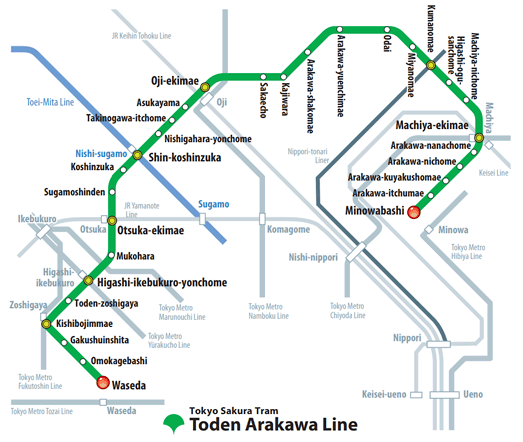 JR Keihin Tohoku Line
Toei-Mita Line
Oji-ekimae
Oji
Asukayama
Takinogawa-itchome
Nishigahara-yonchome
Nishi-sugamo
Shin-koshinzuka
Koshinzuka
Sugamoshinden
JR Yamanote
Line
Ikebukuro
Otsuka
Otsuka-ekimae
Sugamo
Komagome
Mukohara
Higashi-
ikebukuro
Higashi-ikebukuro-yonchome
Zoshigaya
Toden-zoshigaya
Kishibojimmae
Gakushuinshita
Omokagebashi
Waseda
Tokyo Metro
Fukutoshin Line
Tokyo Metro Tozai Line
Waseda
Tokyo Metro
Marunouchi Line
Tokyo Metro
Yurakucho Line
Tokyo Metro
Namboku Line
Tokyo Metro
Chiyoda Line
Sakaecho
Kajiwara
Arakawa-shakomae
Arakawa-yuenchimae
Odai
Miyanomae
Kumanomae
Higashi-ogu-
sanchome
Machiya-nichome
Machiya
Machiya-ekimae
Arakawa-nanachome
Arakawa-nichome
Arakawa-kuyakushomae
Arakawa-itchumae
Minowabashi
Keisei Line
Nippori-tonari
Liner
Nishi-nippori
Minowa
Tokyo Metro
Hibiya Line
Nippori
Keisei-ueno
Ueno
Tokyo Sakura Tram
Toden Arakawa Line